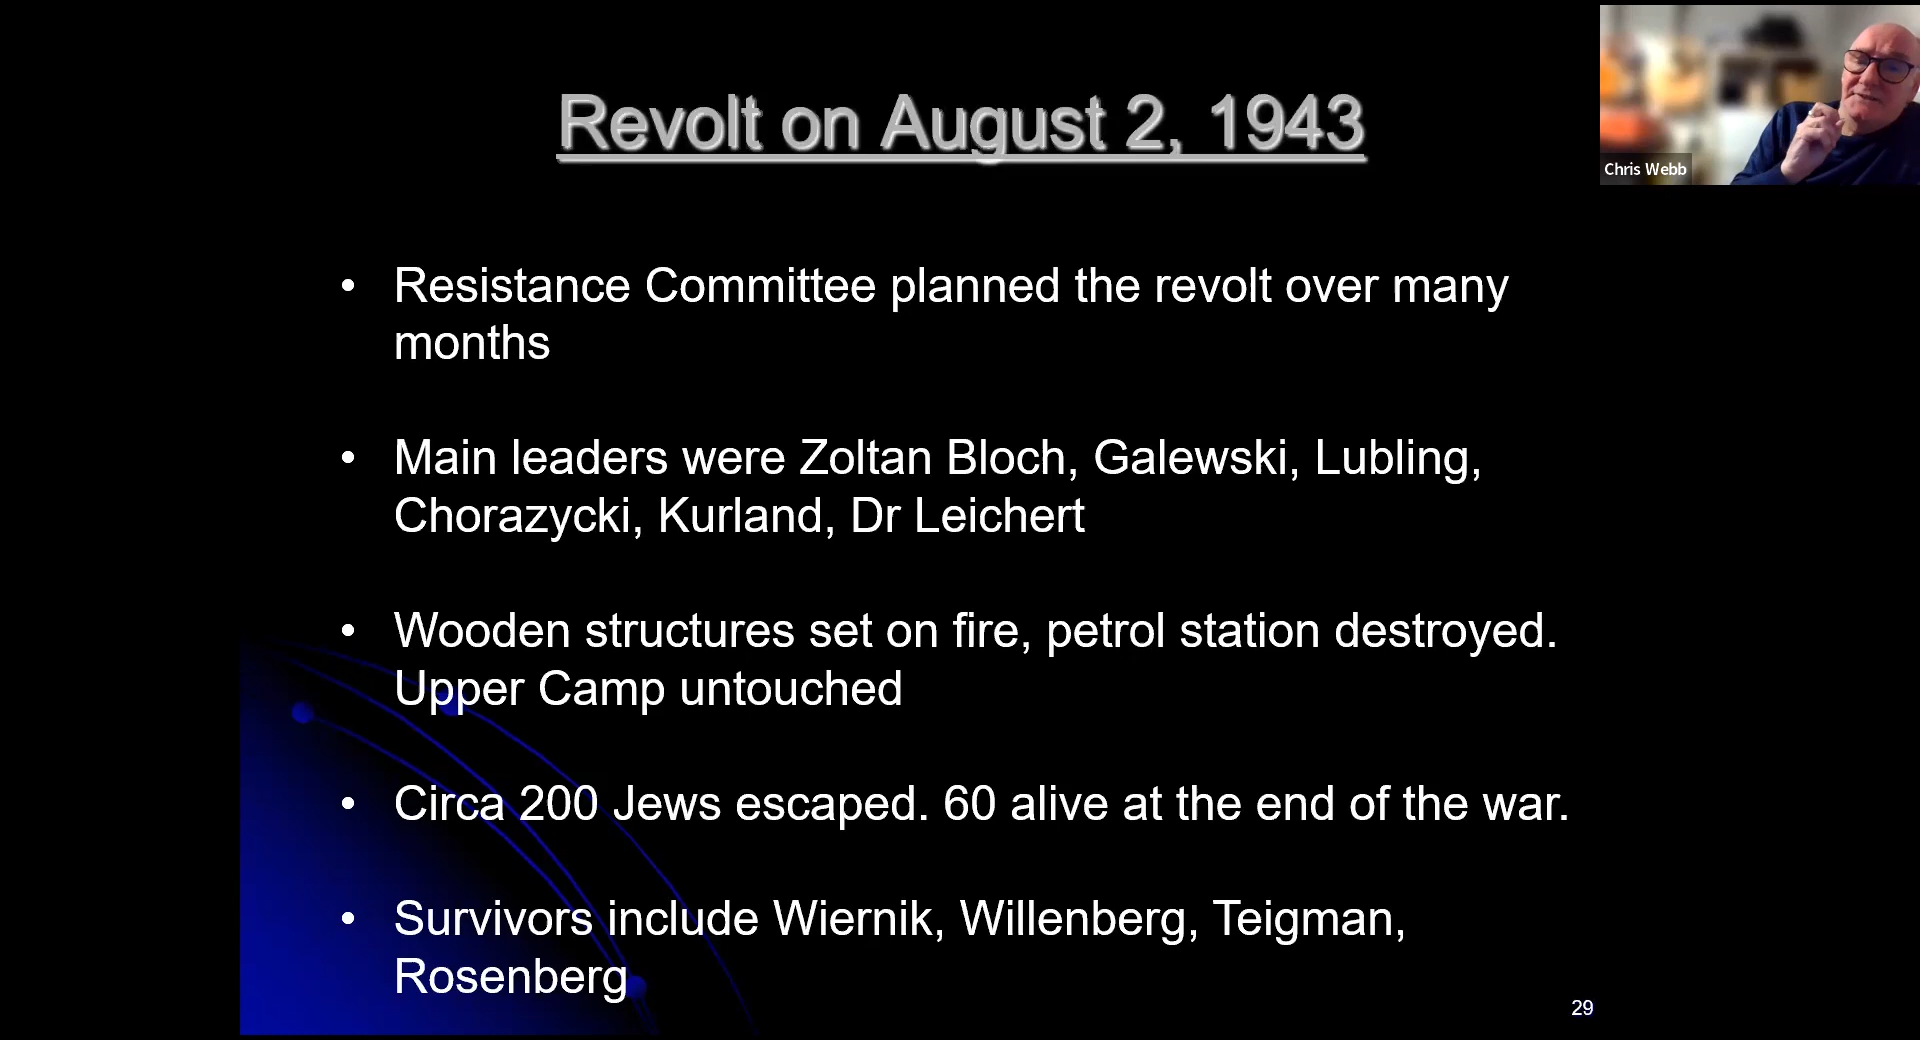 Revolt on August 2, 1943
Chris Webb
• Resistance Committee planned the revolt over many
months
• Main leaders were Zoltan Bloch, Galewski, Lubling,
Chorazycki, Kurland, Dr Leichert
• Wooden structures set on fire, petrol station destroyed.
Upper Camp untouched
• Circa 200 Jews escaped. 60 alive at the end of the war.
• Survivors include Wiernik, Willenberg, Teigman,
Rosenberg
29